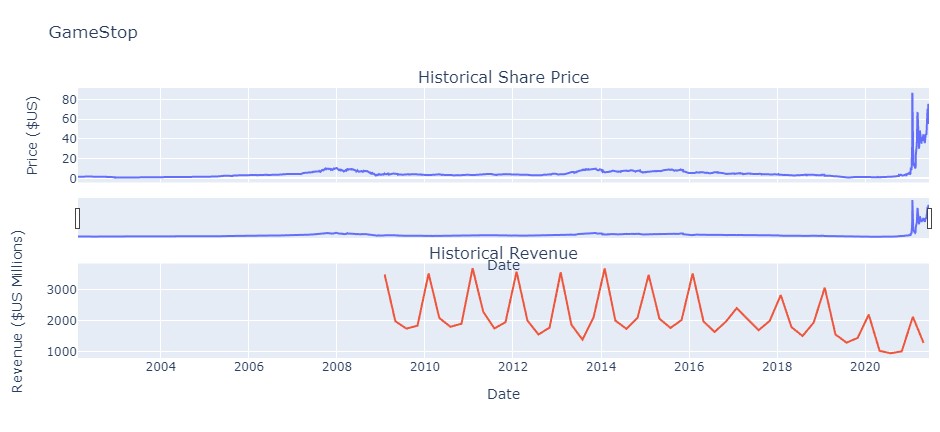 GameStop
Historical Share Price
Price ($US)
80
60
40
20
0
Historical Revenue
Date
Revenue ($US Millions)
3000
2000
1000
2004 2006 2008 2010 2012 2014 2016 2018 2020
Date